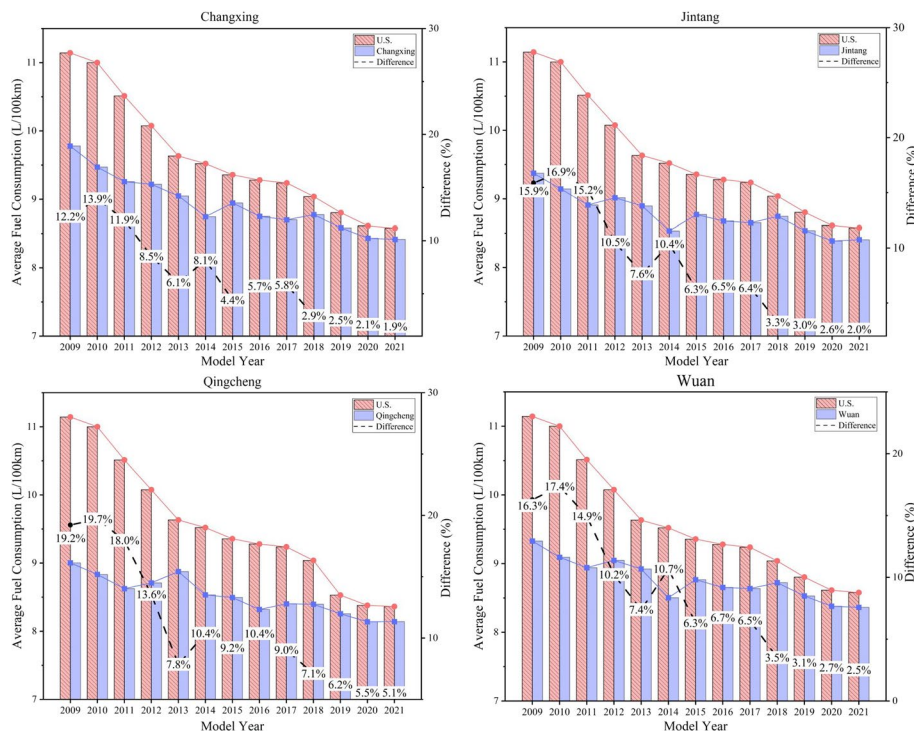 Changxing
U.S.
Changxing
Difference
Average Fuel Consumption (L/100km)
Difference (%)
11
10
9
8
7
30
20
10
12.2%
13.9%
11.9%
8.5%
6.1%
8.1%
4.4%
5.7%
5.8%
2.9%
2.5%
2.1%
1.9%
2009 2010 2011 2012 2013 2014 2015 2016 2017 2018 2019 2020 2021
Model Year
Jintang
U.S.
Jintang
Difference
Average Fuel Consumption (L/100km)
Difference (%)
11
10
9
8
7
30
20
10
15.9%
16.9%
15.2%
10.5%
7.6%
10.4%
6.3%
6.5%
6.4%
3.3%
3.0%
2.6%
2.0%
2009 2010 2011 2012 2013 2014 2015 2016 2017 2018 2019 2020 2021
Model Year
Qingcheng
U.S.
Qingcheng
Difference
Average Fuel Consumption (L/100km)
Difference (%)
11
10
9
8
7
30
20
10
19.2%
19.7%
18.0%
13.6%
7.8%
10.4%
9.2%
10.4%
9.0%
7.1%
6.2%
5.5%
5.1%
2009 2010 2011 2012 2013 2014 2015 2016 2017 2018 2019 2020 2021
Model Year
Wuan
U.S.
Wuan
Difference
Average Fuel Consumption (L/100km)
Difference (%)
11
10
9
8
7
20
10
0
16.3%
17.4%
14.9%
10.2%
7.4%
10.7%
6.3%
6.7%
6.5%
3.5%
3.1%
2.7%
2.5%
2009 2010 2011 2012 2013 2014 2015 2016 2017 2018 2019 2020 2021
Model Year